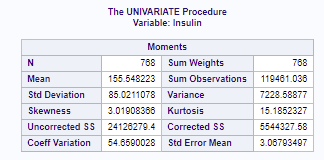 The UNIVARIATE Procedure
Variable: Insulin
Moments
N 768 Sum Weights 768
Mean 155.548223 Sum Observations 119461.036
Std Deviation 85.0211078 Variance 7228.58877
Skewness 3.01908366 Kurtosis 15.1852327
Uncorrected SS 24126279.4 Corrected SS 5544327.58
Coeff Variation 54.6590028 Std Error Mean 3.06793497